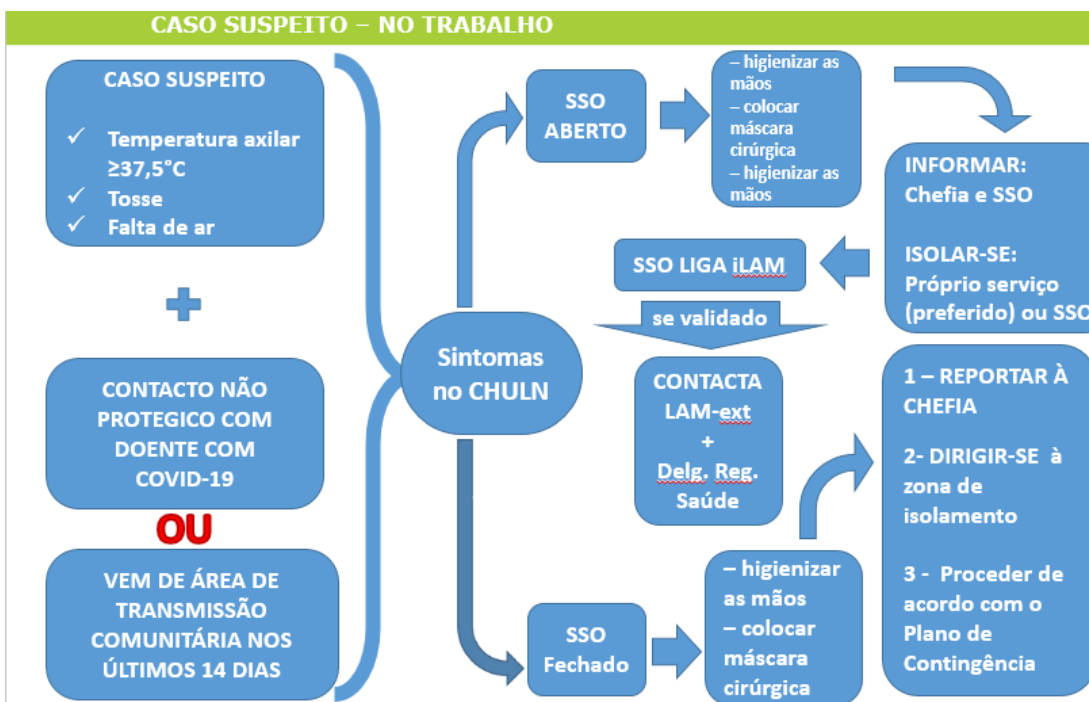 CASO SUSPEITO – NO TRABALHO
CASO SUSPEITO
✓ Temperatura axilar
≥37,5°C
✓ Tosse
✓ Falta de ar
+
CONTACTO NÃO
PROTEGICO COM
DOENTE COM
COVID-19
OU
VEM DE ÁREA DE
TRANSMISSÃO
COMUNITÁRIA NOS
ÚLTIMOS 14 DIAS
Sintomas
no CHULN
SSO
ABERTO
– higienizar as
mãos
– colocar
máscara
cirúrgica
– higienizar as
mãos
INFORMAR:
Chefia e SSO
ISOLAR-SE:
Próprio serviço
(preferido) ou SSO
SSO LIGA iLAM
se validado
CONTACTA
LAM-ext
+
Delg. Reg.
Saúde
SSO
Fechado
– higienizar
as mãos
– colocar
máscara
cirúrgica
1 – REPORTAR À
CHEFIA
2- DIRIGIR-SE à
zona de
isolamento
3 - Proceder de
acordo com o
Plano de
Contingência